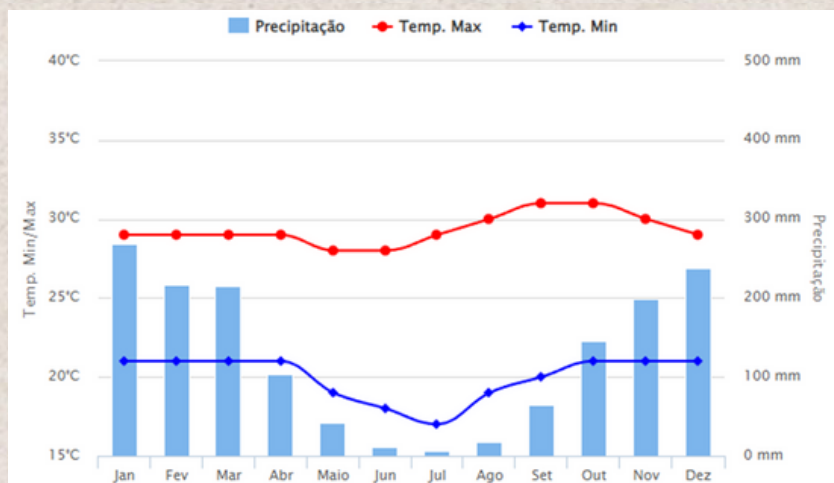 Precipitação Temp. Max Temp. Min
40°C 500 mm
35°C 400 mm
30°C 300 mm
25°C 200 mm
20°C 100 mm
15°C 0 mm
Temp. Min/Max
Precipitação
Jan Fev Mar Abr Maio Jun Jul Ago Set Out Nov Dez